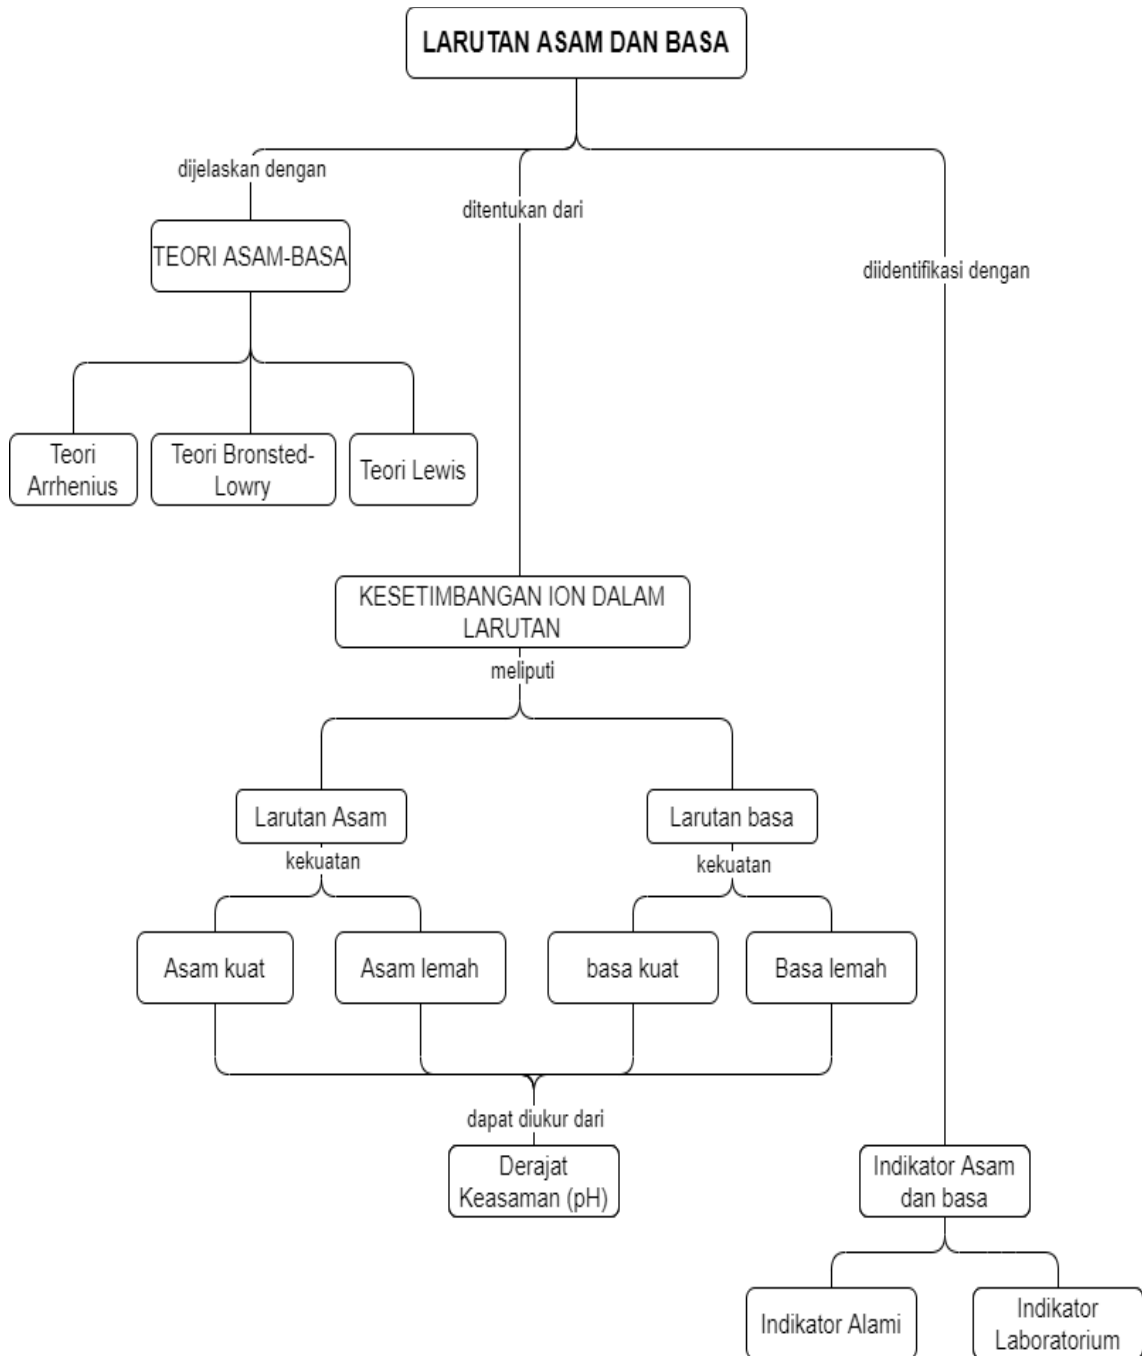 LARUTAN ASAM DAN BASA
dijelaskan dengan
ditentukan dari
diidentifikasi dengan
TEORI ASAM-BASA
Teori
Arrhenius
Teori Bronsted-
Lowry
Teori Lewis
KESETIMBANGAN ION DALAM
LARUTAN
meliputi
Larutan Asam
Larutan basa
kekuatan
kekuatan
Asam kuat
Asam lemah
basa kuat
Basa lemah
dapat diukur dari
Derajat
Keasaman (pH)
Indikator Asam
dan basa
Indikator Alami
Indikator
Laboratorium